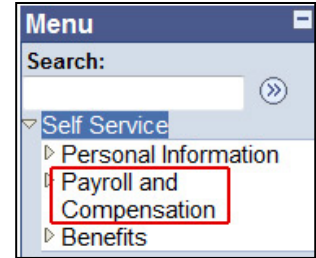 Menu
Search:
Self Service
Personal Information
Payroll and
Compensation
Benefits